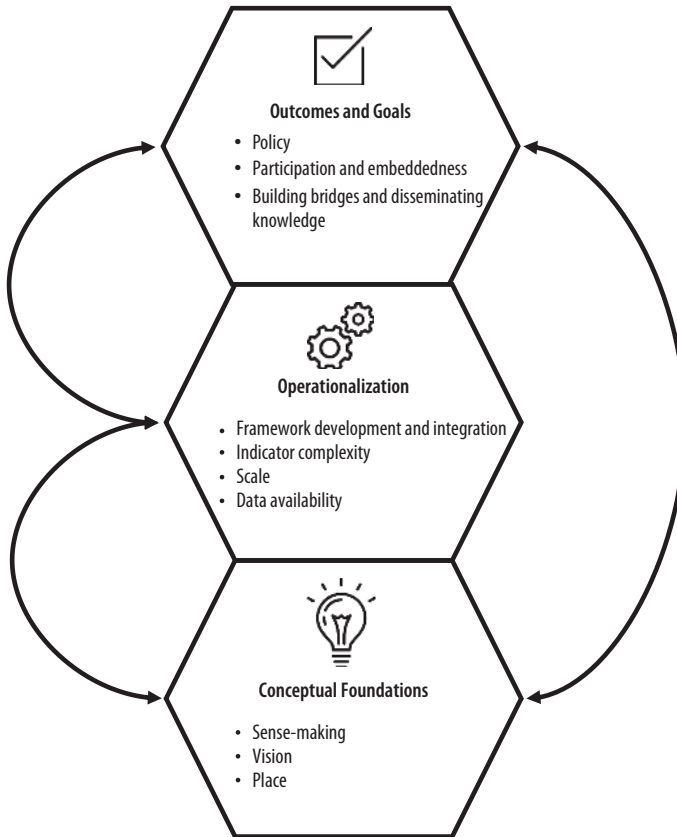 Outcomes and Goals
• Policy
• Participation and embeddedness
• Building bridges and disseminating
knowledge
Operationalization
• Framework development and integration
• Indicator complexity
• Scale
• Data availability
Conceptual Foundations
• Sense-making
• Vision
• Place